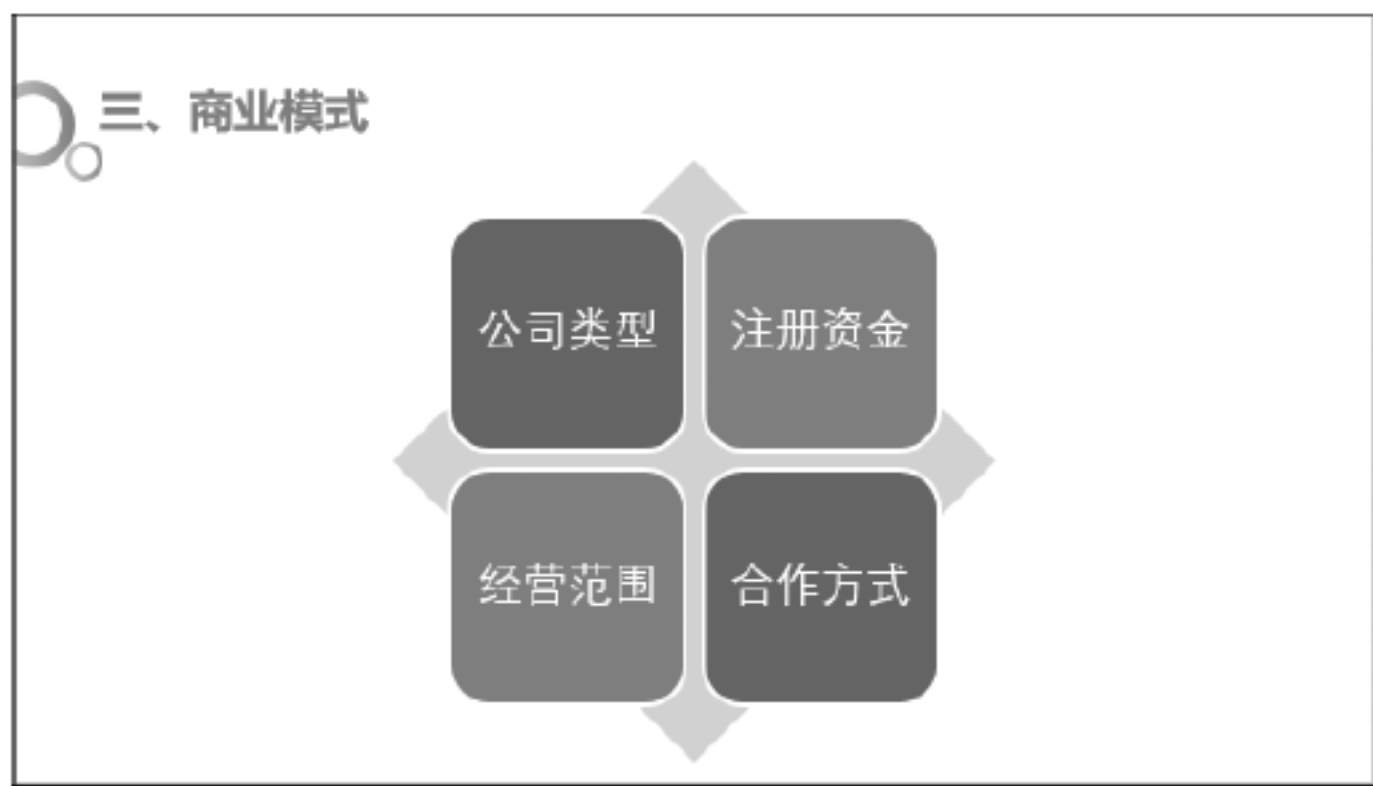 三、商业模式
公司类型
注册资金
经营范围
合作方式